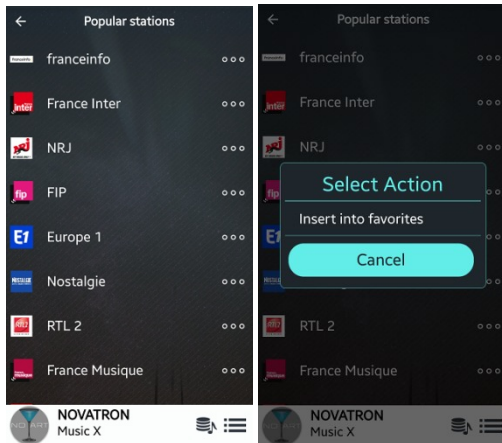 Popular stations
franceinfo
France Inter
NRJ
FIP
Europe 1
Nostalgie
RTL 2
France Musique
NOVATRON
Music X
Popular stations
franceinfo
France Inter
NRJ
Select Action
Insert into favorites
Cancel
RTL 2
France Musique
NOVATRON
Music X